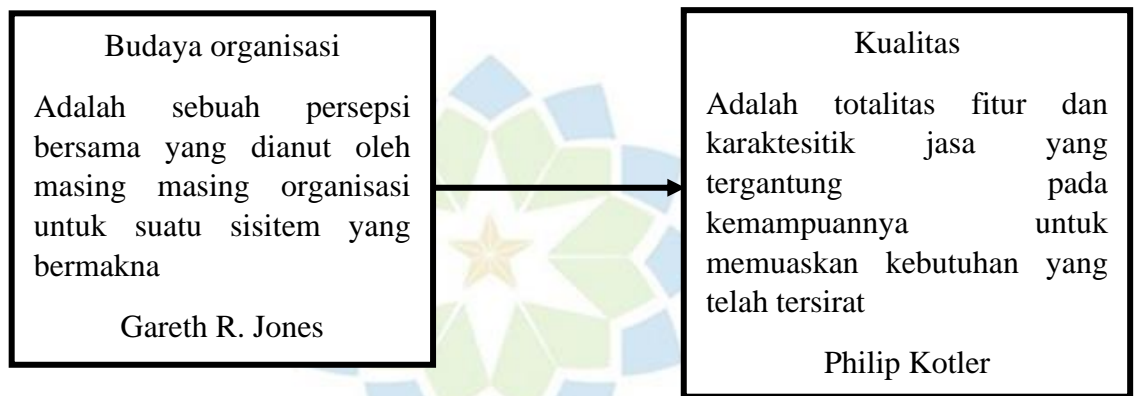 Budaya organisasi
Adalah sebuah persepsi
bersama yang dianut oleh
masing masing organisasi
untuk suatu sisitem yang
bermakna
Gareth R. Jones
Kualitas
Adalah totalitas fitur dan
karaktesitik jasa yang
tergantung pada
kemampuannya untuk
memuaskan kebutuhan yang
telah tersirat
Philip Kotler